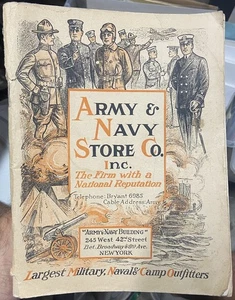 ARMY &
NAVY
STORE CO.
INC.
The Firm with a
National Reputation
Telephone: Bryant 6985
Cable Address: Army
"ARMY & NAVY BUILDING"
245 West 42nd Street
Bet. Broadway & 8th Ave.
NEW YORK
Largest Military, Naval & Camp Outfitters